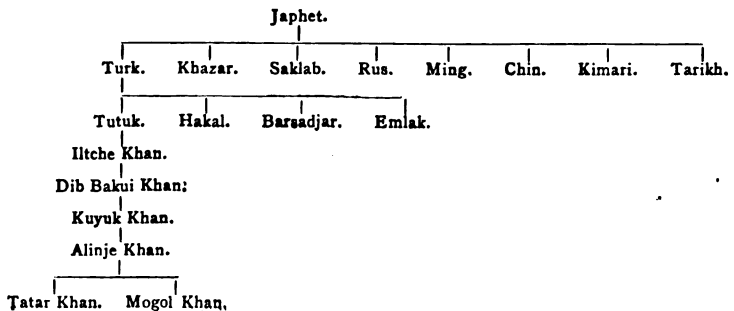 Japhet.
Turk. Khazar. Saklab. Rus. Ming. Chin. Kimari. Tarikh.
Tutuk. Hakal. Barsadjar. Emlak.
Iltche Khan.
Dib Bakui Khan:
Kuyuk Khan.
Alinje Khan.
Tatar Khan. Mogol Khan.